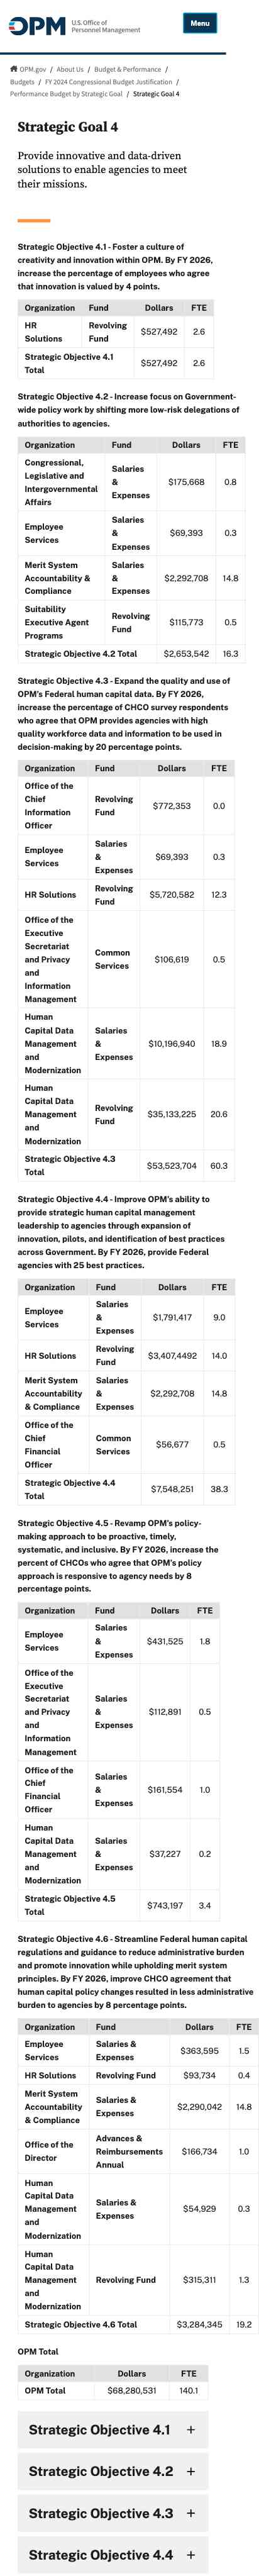 OPM
U.S. Office of
Personnel Management
Menu
OPM.gov / About Us / Budget & Performance /
Budgets / FY 2024 Congressional Budget Justification /
Performance Budget by Strategic Goal / Strategic Goal 4
Strategic Goal 4
Provide innovative and data-driven
solutions to enable agencies to meet
their missions.
Strategic Objective 4.1 - Foster a culture of
creativity and innovation within OPM. By FY 2026,
increase the percentage of employees who agree
that innovation is valued by 4 points.
Organization Fund Dollars FTE
HR Solutions Revolving Fund $527,492 2.6
Strategic Objective 4.1 Total $527,492 2.6
Strategic Objective 4.2 - Increase focus on Government-
wide policy work by shifting more low-risk delegations of
authorities to agencies.
Organization Fund Dollars FTE
Congressional, Legislative and Intergovernmental Affairs Salaries & Expenses $175,668 0.8
Employee Services Salaries & Expenses $69,393 0.3
Merit System Accountability & Compliance Salaries & Expenses $2,292,708 14.8
Suitability Executive Agent Programs Revolving Fund $115,773 0.5
Strategic Objective 4.2 Total $2,653,542 16.3
Strategic Objective 4.3 - Expand the quality and use of
OPM's Federal human capital data. By FY 2026,
increase the percentage of CHCO survey respondents
who agree that OPM provides agencies with high
quality workforce data and information to be used in
decision-making by 20 percentage points.
Organization Fund Dollars FTE
Office of the Chief Information Officer Revolving Fund $772,353 0.0
Employee Services Salaries & Expenses $69,393 0.3
HR Solutions Revolving Fund $5,720,582 12.3
Office of the Executive Secretariat and Privacy and Information Management Common Services $106,619 0.5
Human Capital Data Management and Modernization Salaries & Expenses $10,196,940 18.9
Human Capital Data Management and Modernization Revolving Fund $35,133,225 20.6
Strategic Objective 4.3 Total $53,523,704 60.3
Strategic Objective 4.4 - Improve OPM's ability to
provide strategic human capital management
leadership to agencies through expansion of
innovation, pilots, and identification of best practices
across Government. By FY 2026, provide Federal
agencies with 25 best practices.
Organization Fund Dollars FTE
Employee Services Salaries & Expenses $1,791,417 9.0
HR Solutions Revolving Fund $3,407,4492 14.0
Merit System Accountability & Compliance Salaries & Expenses $2,292,708 14.8
Office of the Chief Financial Officer Common Services $56,677 0.5
Strategic Objective 4.4 Total $7,548,251 38.3
Strategic Objective 4.5 - Revamp OPM's policy-
making approach to be proactive, timely,
systematic, and inclusive. By FY 2026, increase the
percent of CHCOs who agree that OPM's policy
approach is responsive to agency needs by 8
percentage points.
Organization Fund Dollars FTE
Employee Services Salaries & Expenses $431,525 1.8
Office of the Executive Secretariat and Privacy and Information Management Salaries & Expenses $112,891 0.5
Office of the Chief Financial Officer Salaries & Expenses $161,554 1.0
Human Capital Data Management and Modernization Salaries & Expenses $37,227 0.2
Strategic Objective 4.5 Total $743,197 3.4
Strategic Objective 4.6 - Streamline Federal human capital
regulations and guidance to reduce administrative burden
and promote innovation while upholding merit system
principles. By FY 2026, improve CHCO agreement that
human capital policy changes resulted in less administrative
burden to agencies by 8 percentage points.
Organization Fund Dollars FTE
Employee Services Salaries & Expenses $363,595 1.5
HR Solutions Revolving Fund $93,734 0.4
Merit System Accountability & Compliance Salaries & Expenses $2,290,042 14.8
Office of the Director Advances & Reimbursements Annual $166,734 1.0
Human Capital Data Management and Modernization Salaries & Expenses $54,929 0.3
Human Capital Data Management and Modernization Revolving Fund $315,311 1.3
Strategic Objective 4.6 Total $3,284,345 19.2
OPM Total
Organization Dollars FTE
OPM Total $68,280,531 140.1
Strategic Objective 4.1 +
Strategic Objective 4.2 +
Strategic Objective 4.3 +
Strategic Objective 4.4 +